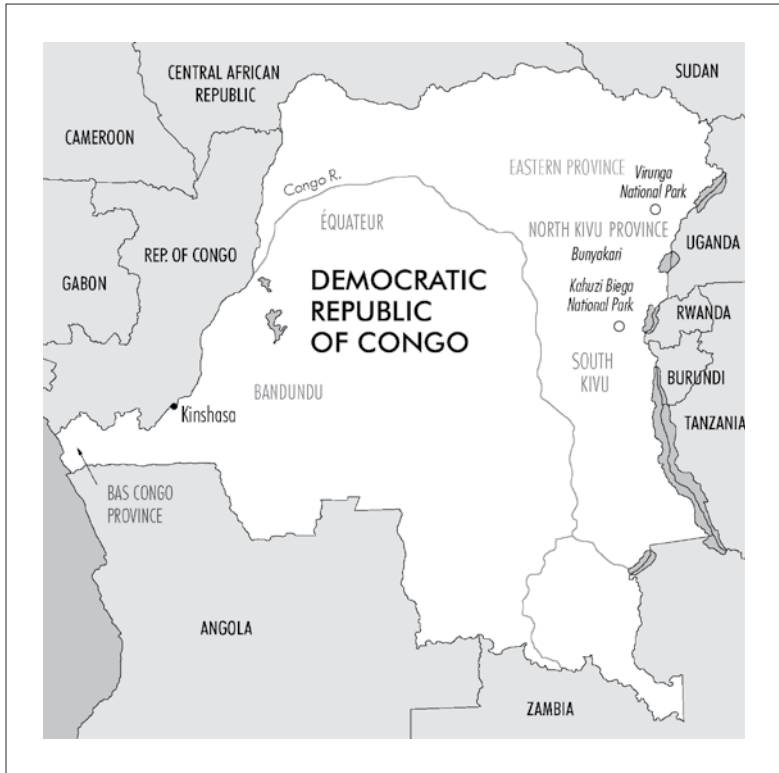 CENTRAL AFRICAN
REPUBLIC
SUDAN
CAMEROON
EASTERN PROVINCE
Virunga
National Park
Congo R.
ÉQUATEUR
NORTH KIVU PROVINCE
UGANDA
REP. OF CONGO
Bunyakari
GABON
DEMOCRATIC
REPUBLIC
OF CONGO
Kahuzi Biega
National Park
RWANDA
SOUTH
KIVU
BURUNDI
BANDUNDU
Kinshasa
TANZANIA
BAS CONGO
PROVINCE
ANGOLA
ZAMBIA